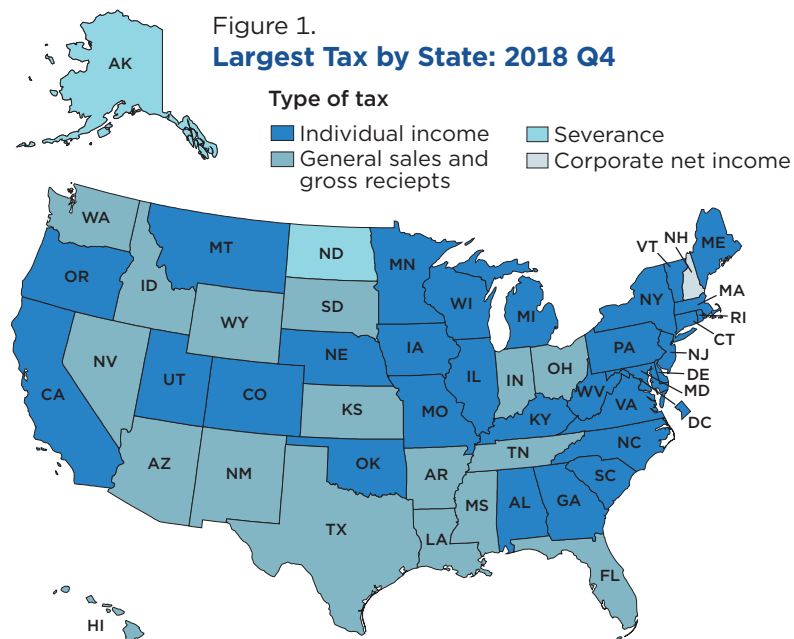 Figure 1.
Largest Tax by State: 2018 Q4
Type of tax
Individual income
General sales and
gross reciepts
Severance
Corporate net income
AK
WA
OR
CA
NV
ID
MT
WY
UT
AZ
CO
NM
ND
SD
NE
KS
OK
TX
MN
IA
MO
AR
LA
WI
IL
MI
IN
OH
KY
TN
MS
AL
GA
FL
SC
NC
VA
WV
PA
NY
VT
NH
ME
MA
RI
CT
NJ
DE
MD
DC
HI